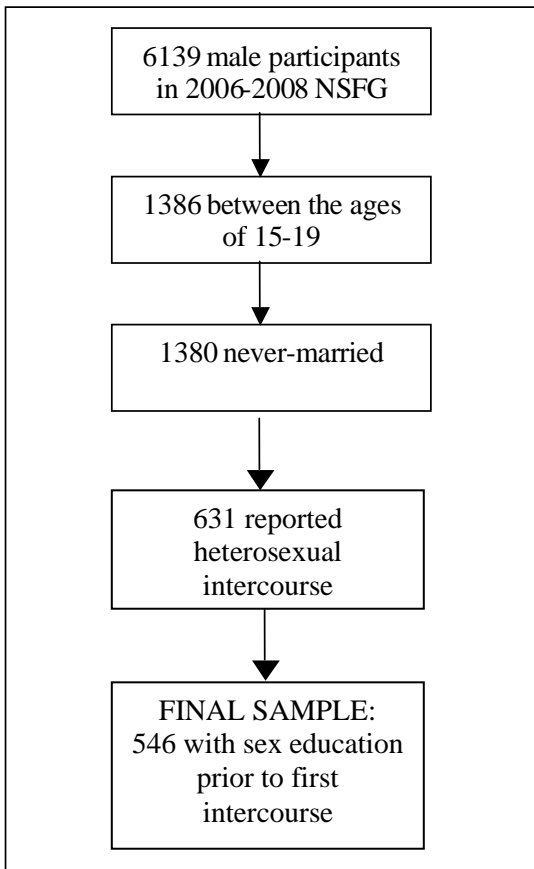 6139 male participants
in 2006-2008 NSFG
1386 between the ages
of 15-19
1380 never-married
631 reported
heterosexual
intercourse
FINAL SAMPLE:
546 with sex education
prior to first
intercourse